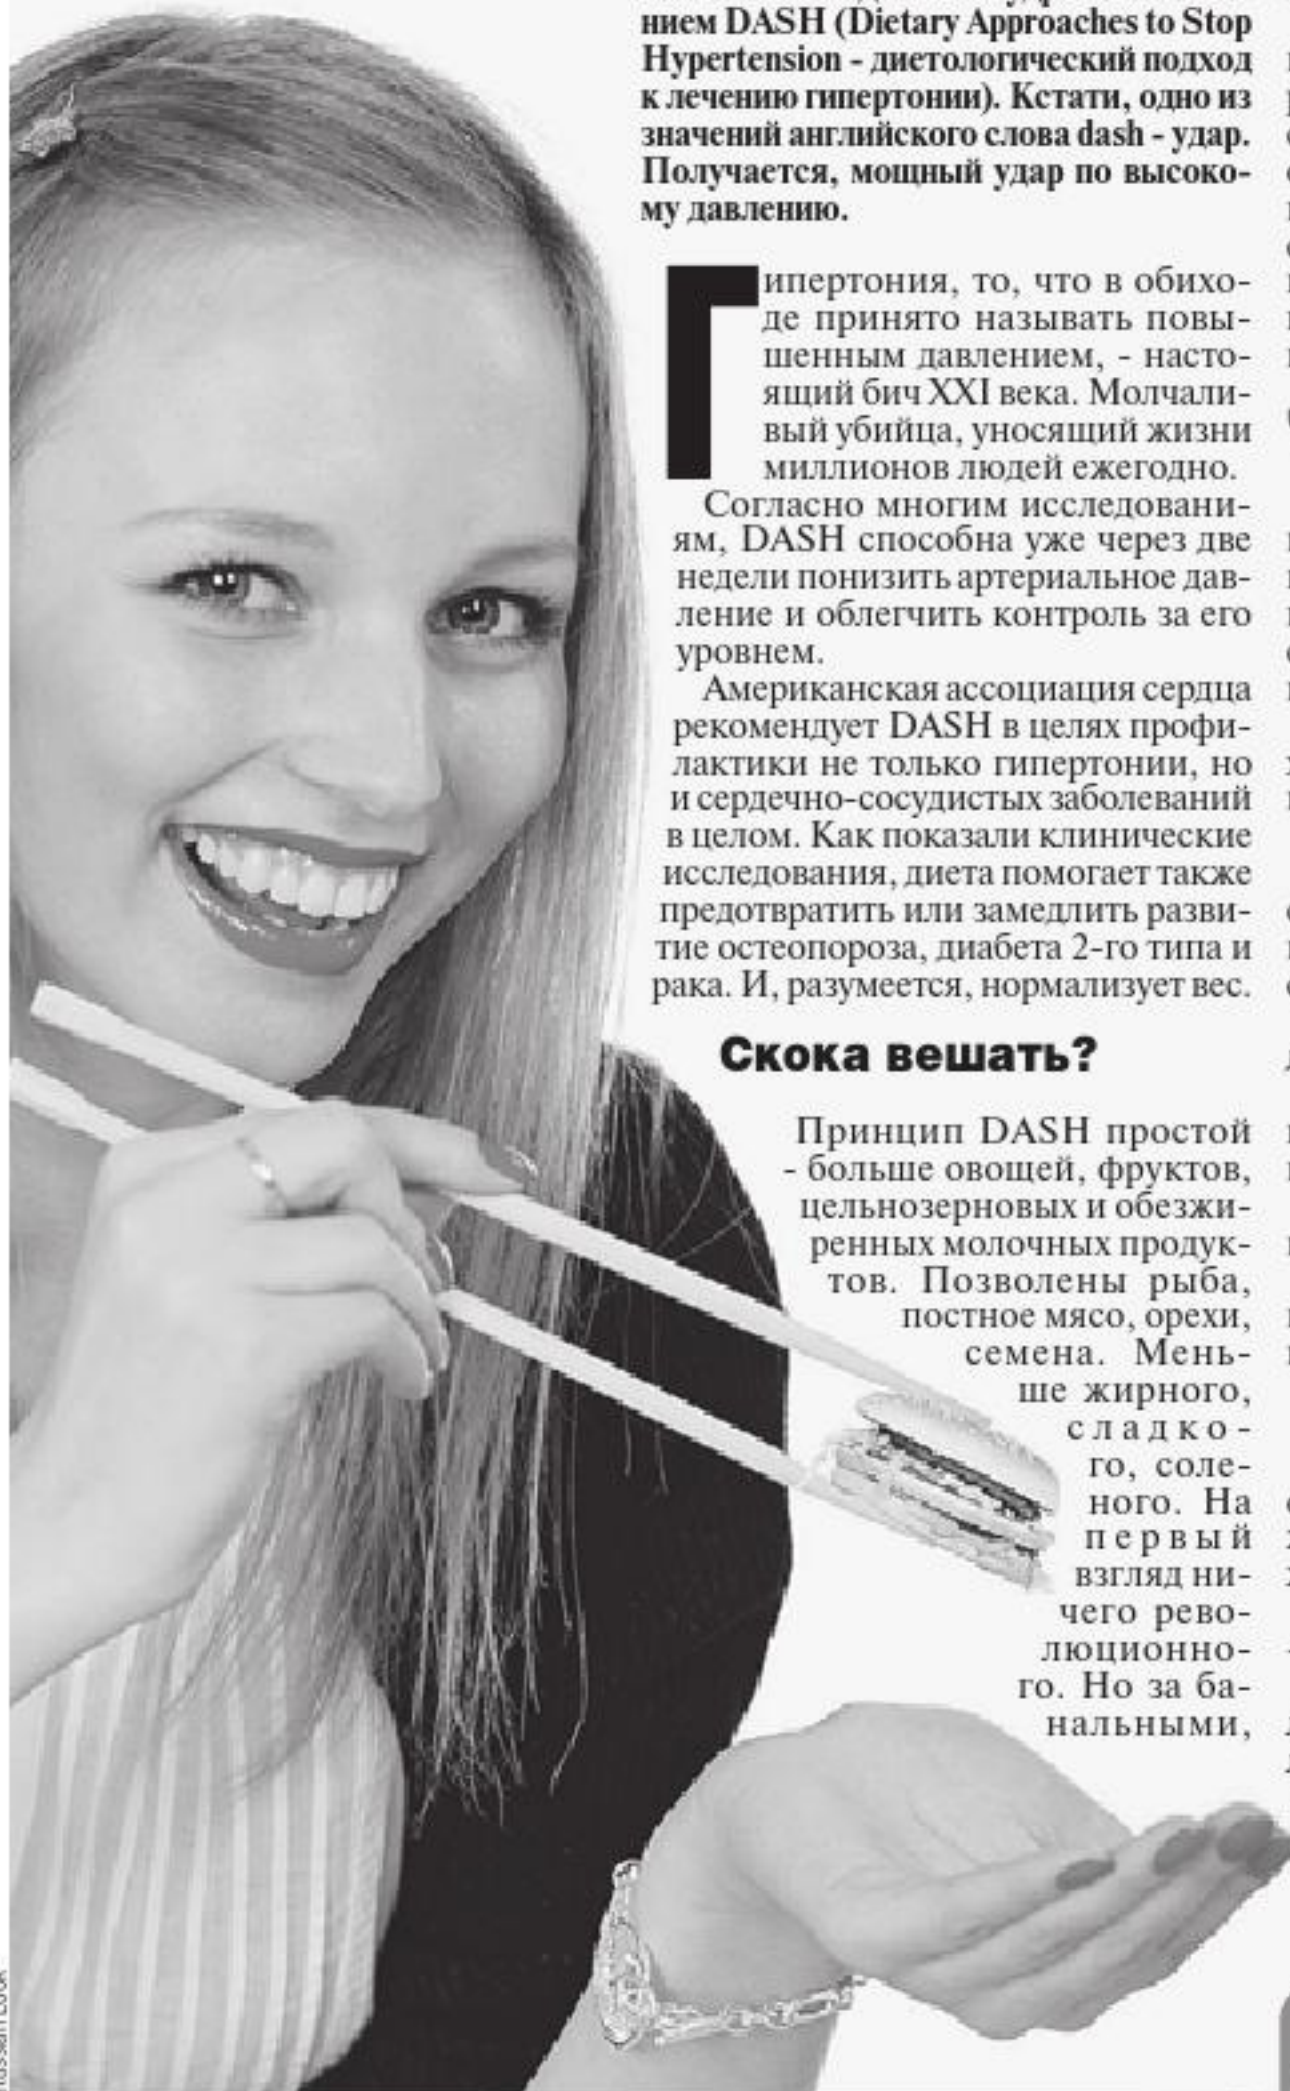 нием DASH (Dietary Approaches to Stop
Hypertension - диетологический подход
к лечению гипертонии). Кстати, одно из
значений английского слова dash - удар.
Получается, мощный удар по высоко-
му давлению.
Гипертония, то, что в обихо-
де принято называть повы-
шенным давлением, - насто-
ящий бич XXI века. Молчали-
вый убийца, уносящий жизни
миллионов людей ежегодно.
Согласно многим исследовани-
ям, DASH способна уже через две
недели понизить артериальное дав-
ление и облегчить контроль за его
уровнем.
Американская ассоциация сердца
рекомендует DASH в целях профи-
лактики не только гипертонии, но
и сердечно-сосудистых заболеваний
в целом. Как показали клинические
исследования, диета помогает также
предотвратить или замедлить разви-
тие остеопороза, диабета 2-го типа и
рака. И, разумеется, нормализует вес.
Скока вешать?
Принцип DASH простой
- больше овощей, фруктов,
цельнозерновых и обезжи-
ренных молочных продук-
тов. Позволены рыба,
постное мясо, орехи,
семена. Мень-
ше жирного,
сладко-
го, соле-
ного. На
первый
взгляд ни-
чего рево-
люционно-
го. Но за ба-
нальными,